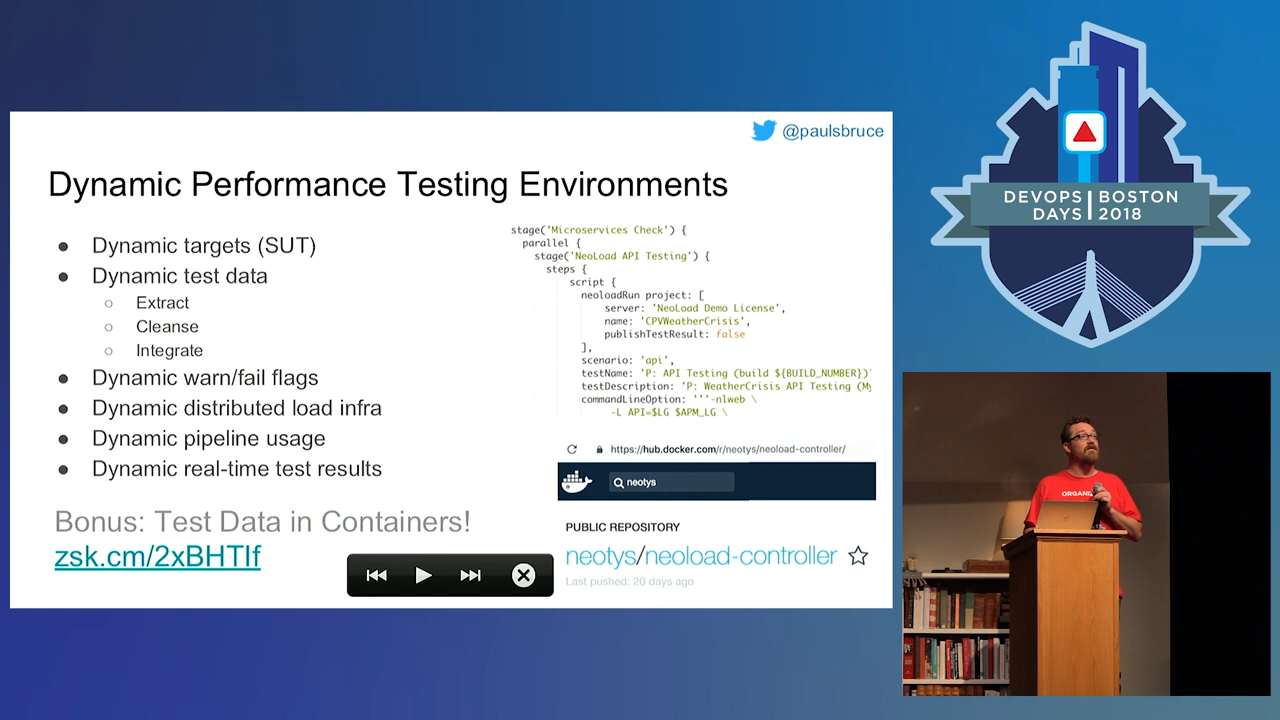 @paulsbruce
Dynamic Performance Testing Environments
● Dynamic targets (SUT)
● Dynamic test data
○ Extract
○ Cleanse
○ Integrate
● Dynamic warn/fail flags
● Dynamic distributed load infra
● Dynamic pipeline usage
● Dynamic real-time test results
Bonus: Test Data in Containers!
zsk.cm/2xBHTIf
stage('Microservices Check') {
parallel {
stage('NeoLoad API Testing') {
steps {
script {
neoloadRun project: [
server: 'NeoLoad Demo License',
name: 'CPVWeatherCrisis',
publishTestResult: false
],
scenario: 'api',
testName: 'P: API Testing (build ${BUILD_NUMBER})'
testDescription: 'P: WeatherCrisis API Testing (My
commandLineOption: '''-nlweb \
-L API=$LG $APM_LG \
https://hub.docker.com/r/neotys/neoload-controller/
neotys
PUBLIC REPOSITORY
neotys/neoload-controller
Last pushed: 20 days ago
DEVOPS DAYS
BOSTON 2018